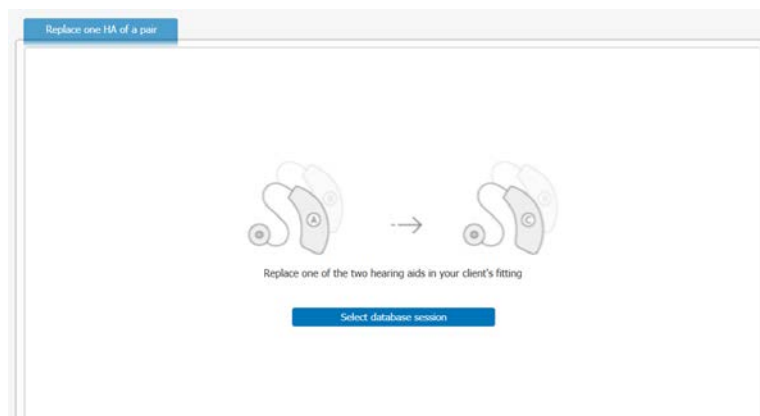 Replace one HA of a pair
A
C
Replace one of the two hearing aids in your client's fitting
Select database session